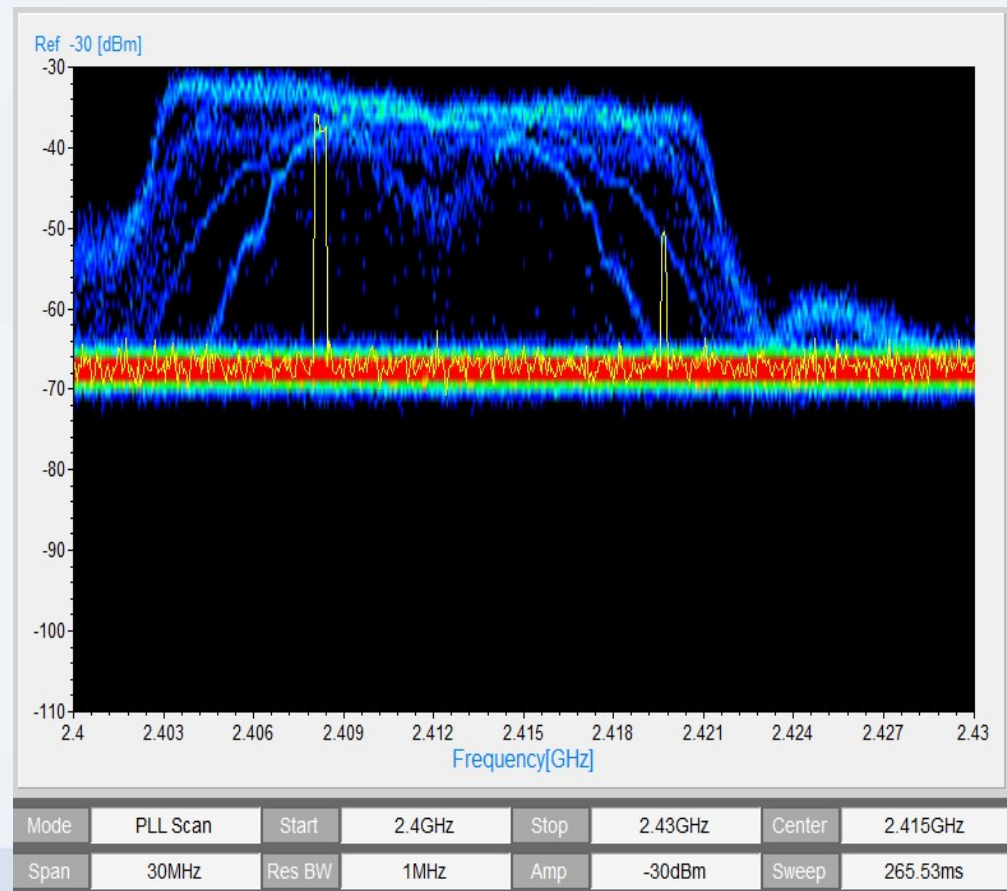 Ref -30 [dBm]
-30
-40
-50
-60
-70
-80
-90
-100
-110
2.4 2.403 2.406 2.409 2.412 2.415 2.418 2.421 2.424 2.427 2.43
Frequency[GHz]
Mode PLL Scan Start 2.4GHz Stop 2.43GHz Center 2.415GHz
Span 30MHz Res BW 1MHz Amp -30dBm Sweep 265.53ms